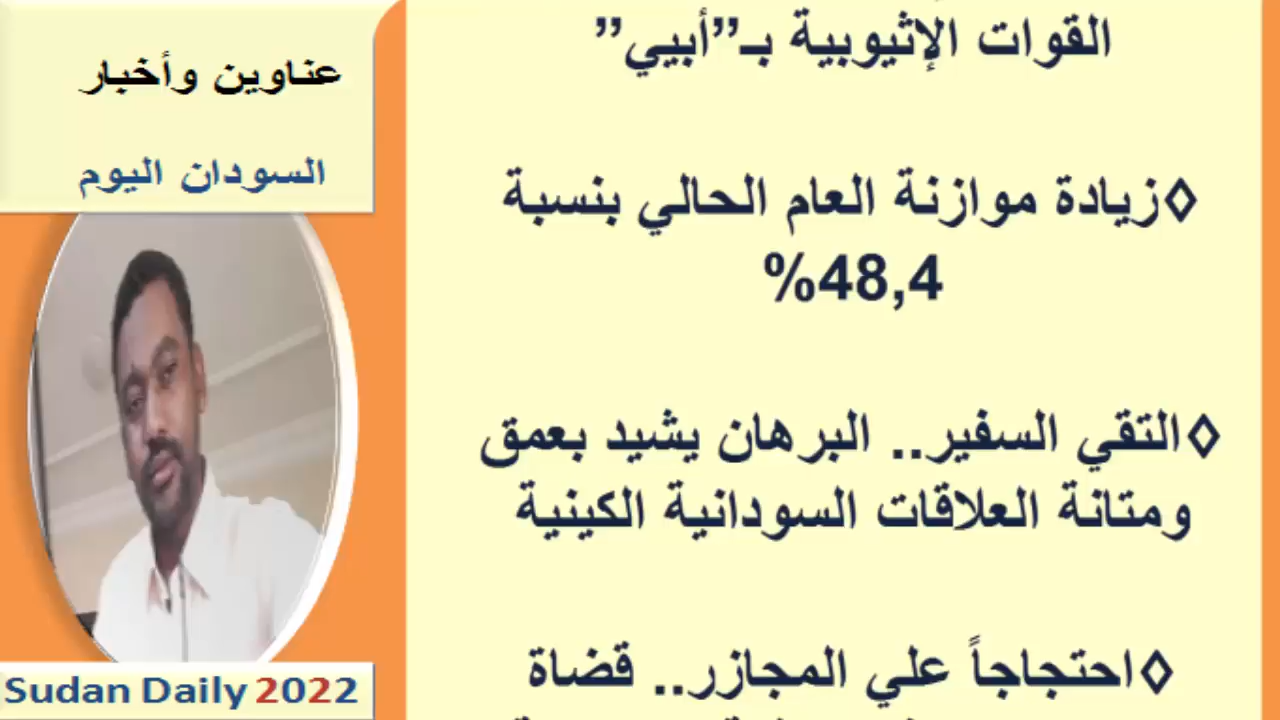 عناوين وأخبار
السودان اليوم
Sudan Daily 2022
القوات الإثيوبية بـ”أبيي”
◊زيادة موازنة العام الحالي بنسبة
48,4%
◊التقي السفير.. البرهان يشيد بعمق
ومتانة العلاقات السودانية الكينية
◊احتجاجاً علي المجازر.. قضاة